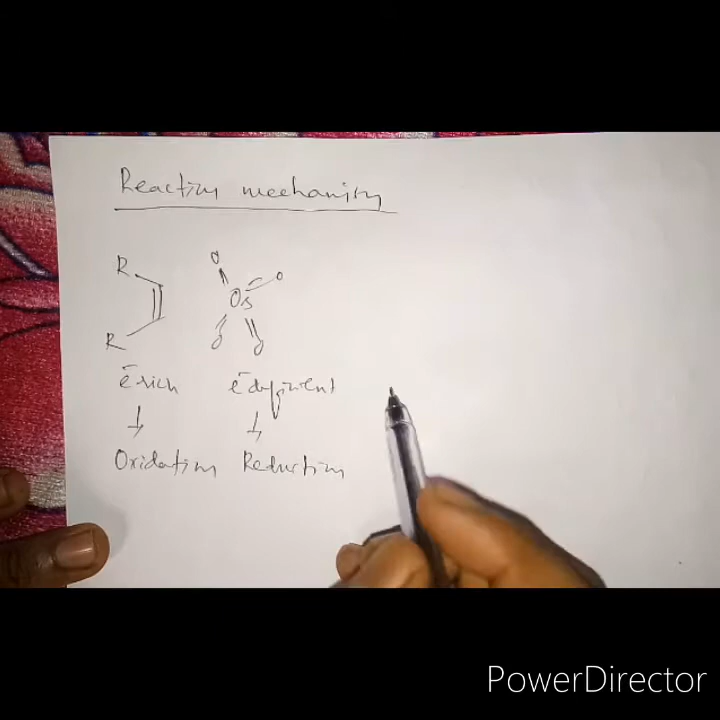 Reaction mechanism
R
O
O
Os
R
O
O
ē rich ē deficient
Oxidation Reduction
PowerDirector